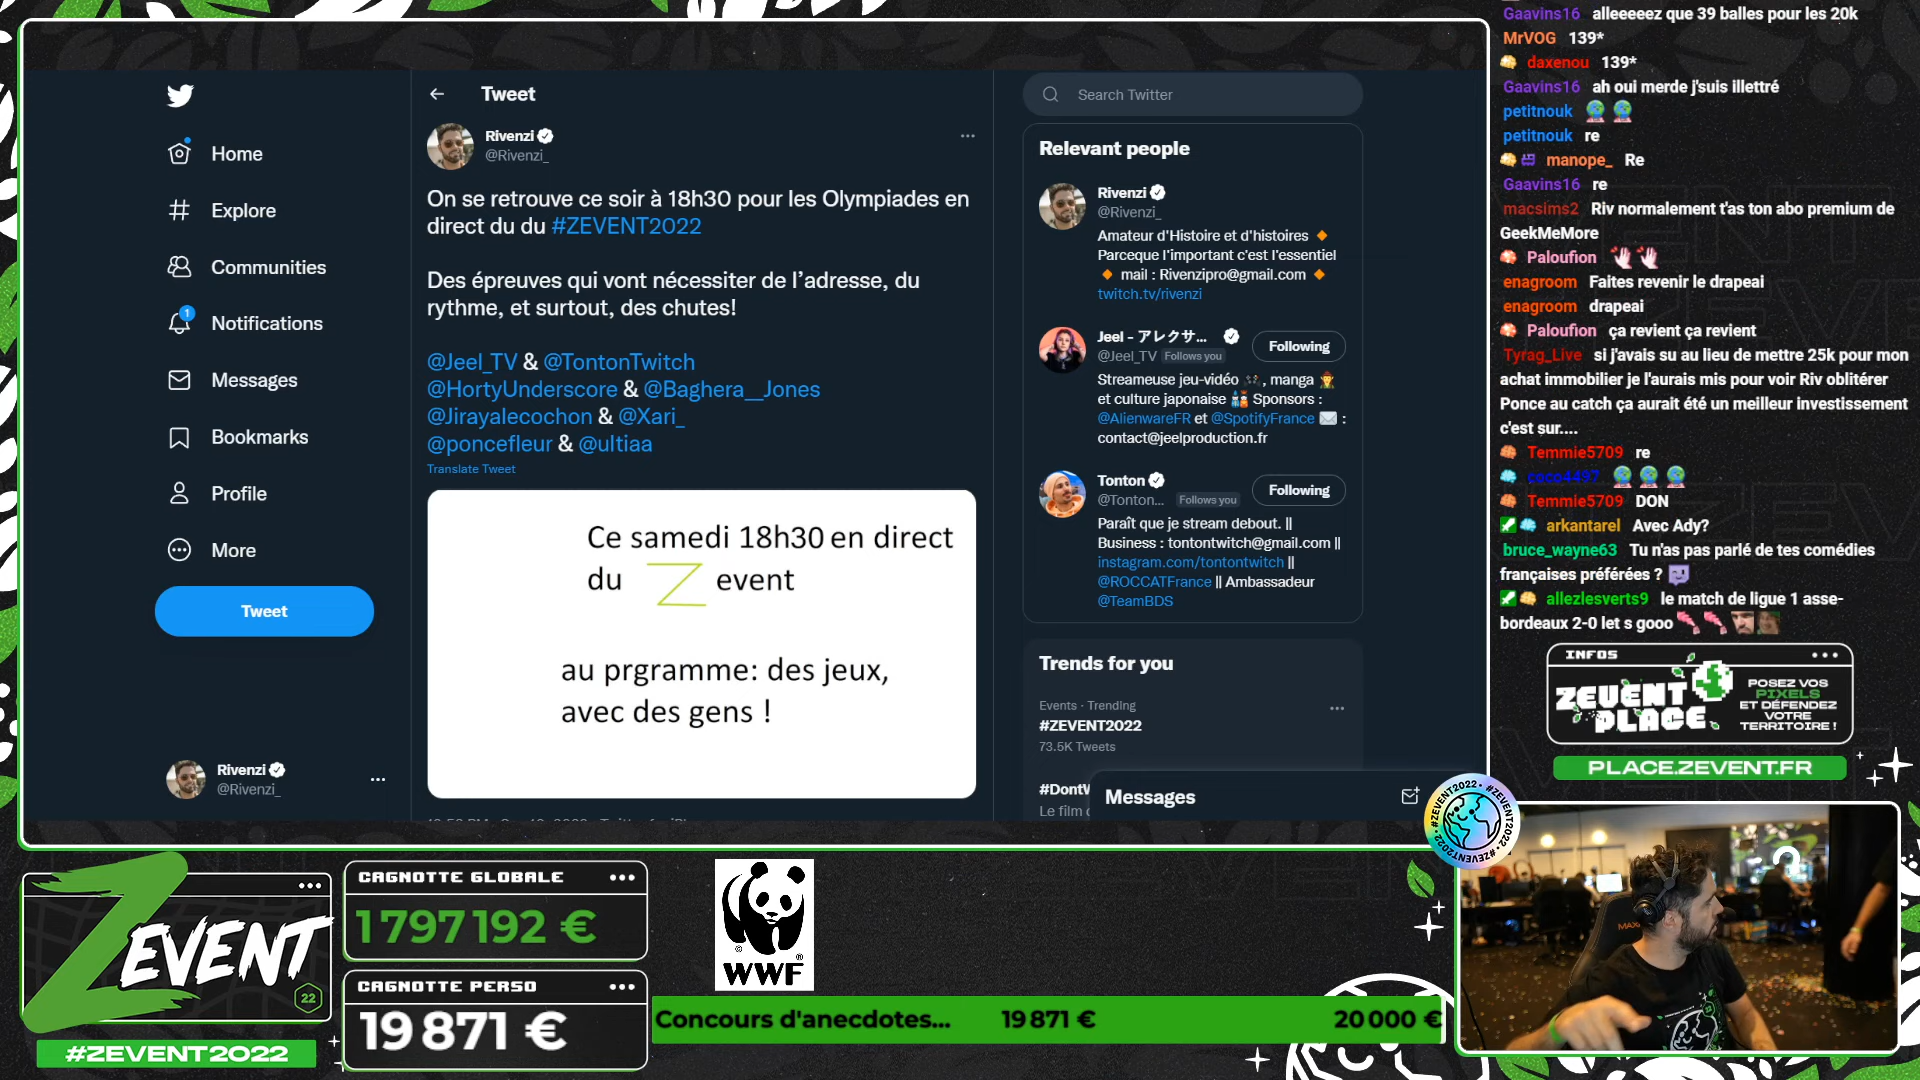 Tweet
Search Twitter
Home
Explore
Communities
Notifications
1
Messages
Bookmarks
Profile
More
Tweet
Rivenzi
@Rivenzi_
Rivenzi
@Rivenzi_
On se retrouve ce soir à 18h30 pour les Olympiades en
direct du du #ZEVENT2022
Des épreuves qui vont nécessiter de l'adresse, du
rythme, et surtout, des chutes!
@Jeel_TV & @TontonTwitch
@HortyUnderscore & @Baghera__Jones
@Jirayalecochon & @Xari_
@poncefleur & @ultiaa
Translate Tweet
Ce samedi 18h30 en direct
du Z event
au prgramme: des jeux,
avec des gens !
Relevant people
Rivenzi
@Rivenzi_
Amateur d'Histoire et d'histoires
Parceque l'important c'est l'essentiel
mail : Rivenzipro@gmail.com
twitch.tv/rivenzi
Jeel - アレクサ...
@Jeel_TV Follows you
Following
Streameuse jeu-vidéo , manga
et culture japonaise Sponsors :
@AlienwareFR et @SpotifyFrance :
contact@jeelproduction.fr
Tonton
@Tonton... Follows you
Following
Paraît que je stream debout. ||
Business : tontontwitch@gmail.com ||
instagram.com/tontontwitch ||
@ROCCATFrance || Ambassadeur
@TeamBDS
Trends for you
Events · Trending
#ZEVENT2022
73.5K Tweets
Le film
Messages
Gaavins16 alleeeeez que 39 balles pour les 20k
MrVOG 139*
daxenou 139*
Gaavins16 ah oui merde j'suis illettré
petitnouk
petitnouk re
manope_ Re
Gaavins16 re
macsims2 Riv normalement t'as ton abo premium de
GeekMeMore
Paloufion
enagroom Faites revenir le drapeai
enagroom drapeai
Paloufion ça revient ça revient
Tyrag_Live si j'avais su au lieu de mettre 25k pour mon
achat immobilier je l'aurais mis pour voir Riv oblitérer
Ponce au catch ça aurait été un meilleur investissement
c'est sur....
Temmie5709 re
coco4497
Temmie5709 DON
arkantarel Avec Ady?
bruce_wayne63 Tu n'as pas parlé de tes comédies
françaises préférées ?
allezlesverts9 le match de ligue 1 asse-
bordeaux 2-0 let s gooo
INFOS
ZEVENT
PLACE
POSEZ VOS
PIXELS
ET DÉFENDEZ
VOTRE
TERRITOIRE !
PLACE.ZEVENT.FR
#ZEVENT2022 · #ZEVENT2022 · #ZEVENT2022
ZEVENT
22
#ZEVENT2022
CAGNOTTE GLOBALE
1 797 192 €
CAGNOTTE PERSO
19 871 €
WWF
Concours d'anecdotes... 19 871 € 20 000 €